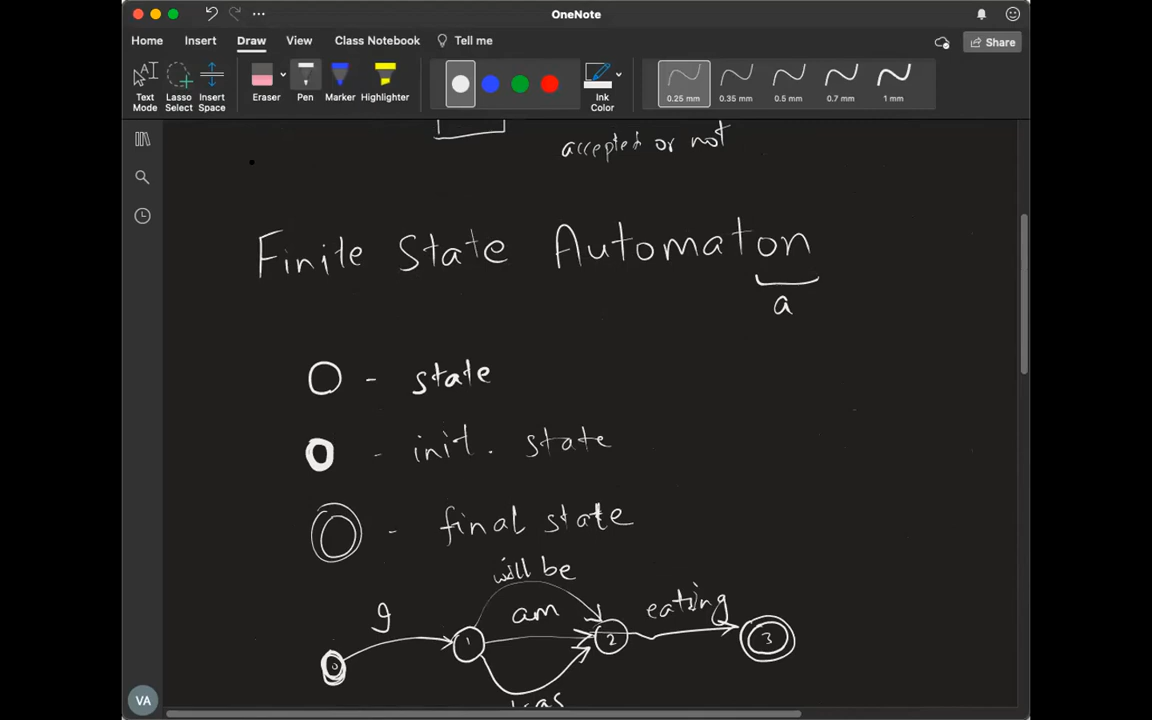 OneNote
Home Insert Draw View Class Notebook Tell me Share
Text Mode Lasso Select Insert Space Eraser Pen Marker Highlighter Ink Color 0.25 mm 0.35 mm 0.5 mm 0.7 mm 1 mm
accepted or not
Finite State Automaton
a
- state
- init. state
- final state
will be
I am eating
0 1 2 3
was
VA